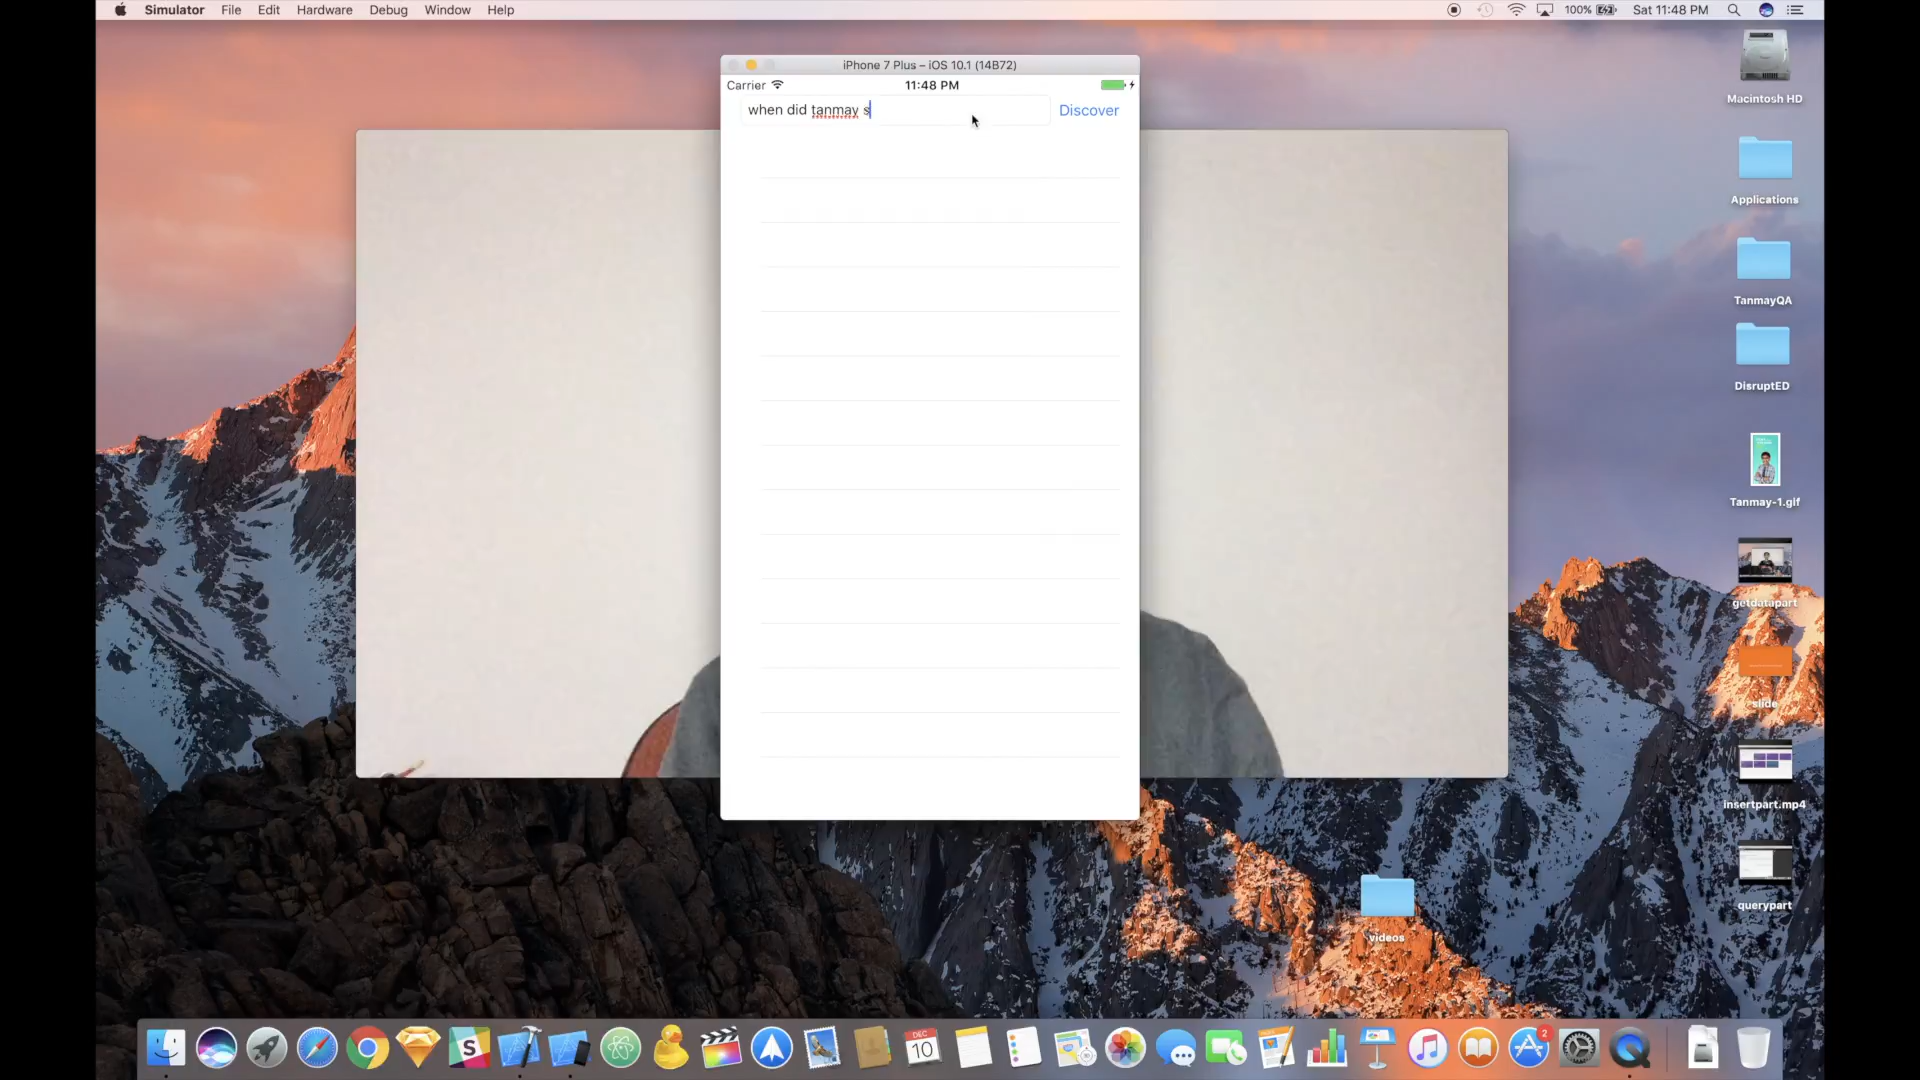 Simulator File Edit Hardware Debug Window Help
100% Sat 11:48 PM
iPhone 7 Plus – iOS 10.1 (14B72)
Carrier 11:48 PM
when did tanmay s Discover
Macintosh HD
Applications
TanmayQA
DisruptED
Tanmay-1.gif
getdatapart
slide
insertpart.mp4
querypart
videos
DEC
10
2